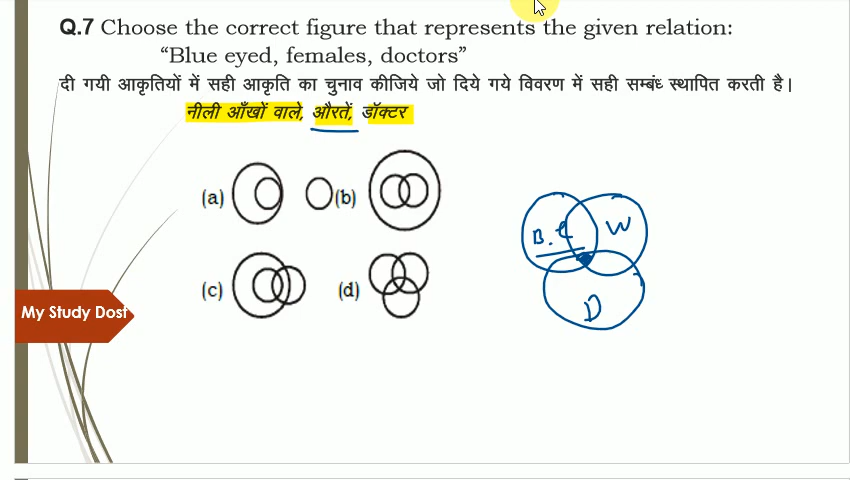 Q.7 Choose the correct figure that represents the given relation:
“Blue eyed, females, doctors”
दी गयी आकृतियों में सही आकृति का चुनाव कीजिये जो दिये गये विवरण में सही सम्बंध स्थापित करती है।
नीली आँखों वाले, औरतें, डॉक्टर
(a) (b)
(c) (d)
B.E W
D
My Study Dost